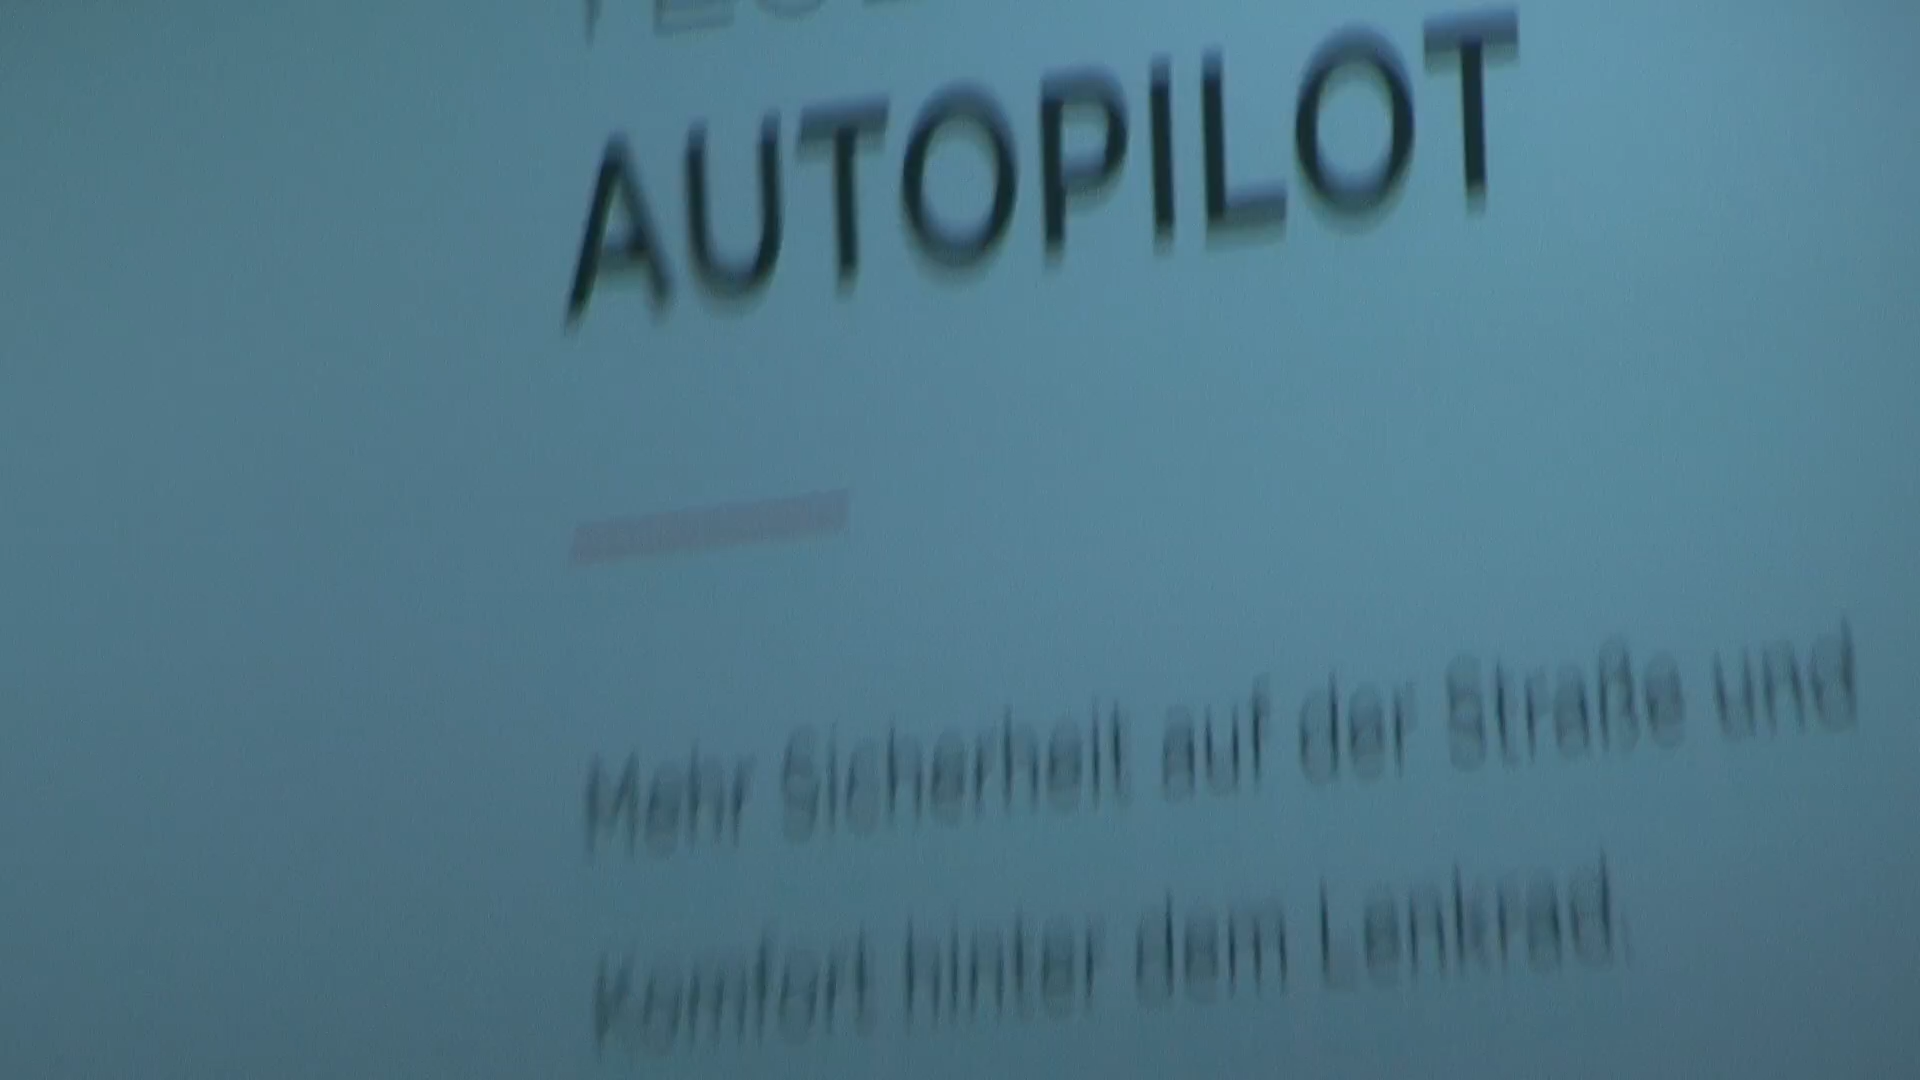 AUTOPILOT
Mehr Sicherheit auf der Straße und
Komfort hinter dem Lenkrad.